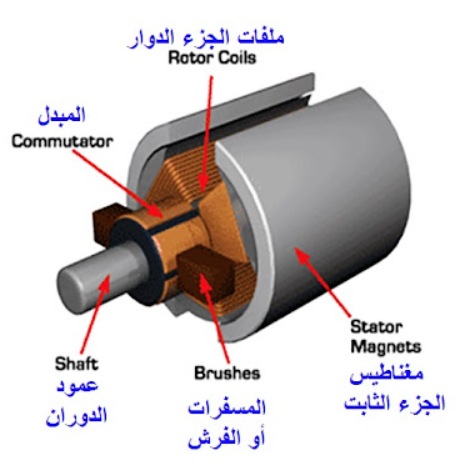 ملفات الجزء الدوار
Rotor Coils
المبدل
Commutator
Stator
Magnets
مغناطيس
الجزء الثابت
Shaft
عمود
الدوران
Brushes
المسفرات
أو الفرش